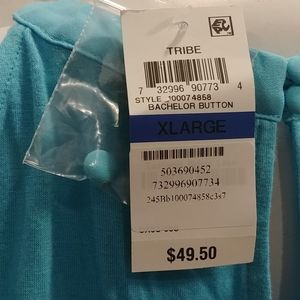 TRIBE
7 32996 90773 4
STYLE 100074858
BACHELOR BUTTON
XLARGE
503690452
732996907734
245Bb100074858c3s7
$49.50